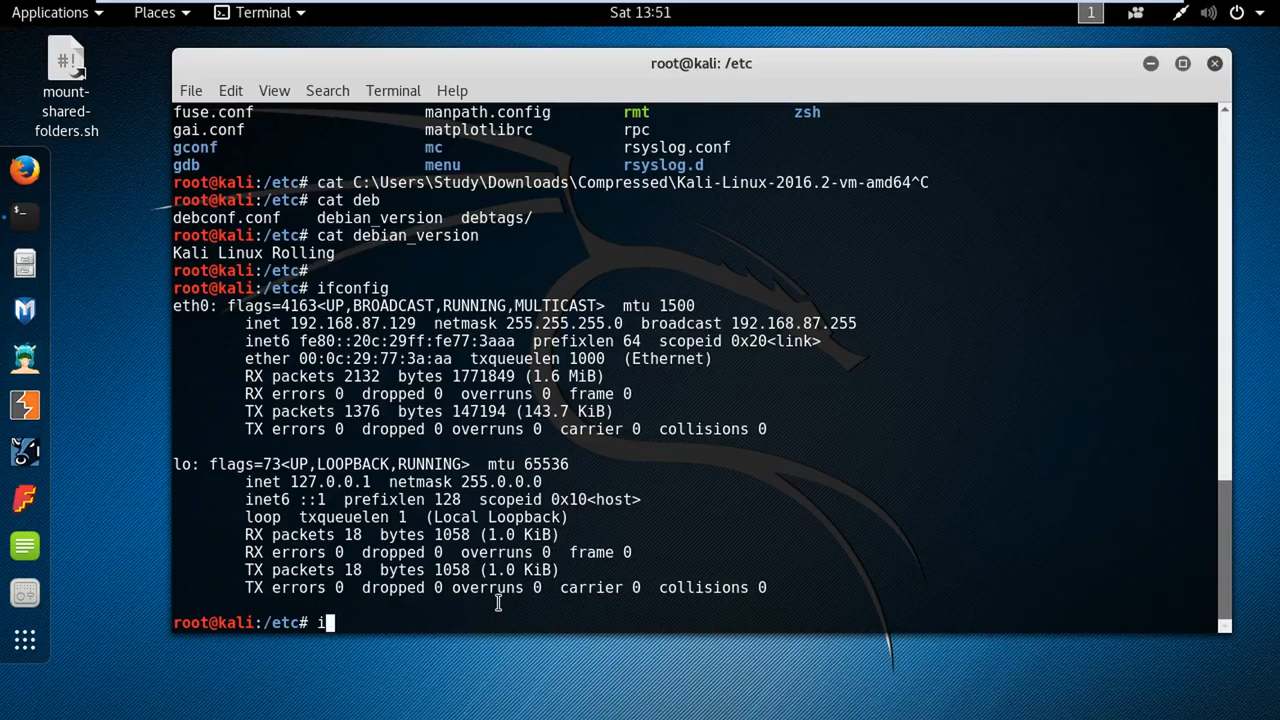 Applications Places Terminal Sat 13:51 1
#!
mount-
shared-
folders.sh
root@kali: /etc
File Edit View Search Terminal Help
fuse.conf manpath.config rmt zsh
gai.conf matplotlibrc rpc
gconf mc rsyslog.conf
gdb menu rsyslog.d
root@kali:/etc# cat C:\Users\Study\Downloads\Compressed\Kali-Linux-2016.2-vm-amd64^C
root@kali:/etc# cat deb
debconf.conf debian_version debtags/
root@kali:/etc# cat debian_version
Kali Linux Rolling
root@kali:/etc#
root@kali:/etc# ifconfig
eth0: flags=4163<UP,BROADCAST,RUNNING,MULTICAST> mtu 1500
inet 192.168.87.129 netmask 255.255.255.0 broadcast 192.168.87.255
inet6 fe80::20c:29ff:fe77:3aaa prefixlen 64 scopeid 0x20<link>
ether 00:0c:29:77:3a:aa txqueuelen 1000 (Ethernet)
RX packets 2132 bytes 1771849 (1.6 MiB)
RX errors 0 dropped 0 overruns 0 frame 0
TX packets 1376 bytes 147194 (143.7 KiB)
TX errors 0 dropped 0 overruns 0 carrier 0 collisions 0
lo: flags=73<UP,LOOPBACK,RUNNING> mtu 65536
inet 127.0.0.1 netmask 255.0.0.0
inet6 ::1 prefixlen 128 scopeid 0x10<host>
loop txqueuelen 1 (Local Loopback)
RX packets 18 bytes 1058 (1.0 KiB)
RX errors 0 dropped 0 overruns 0 frame 0
TX packets 18 bytes 1058 (1.0 KiB)
TX errors 0 dropped 0 overruns 0 carrier 0 collisions 0
root@kali:/etc# i